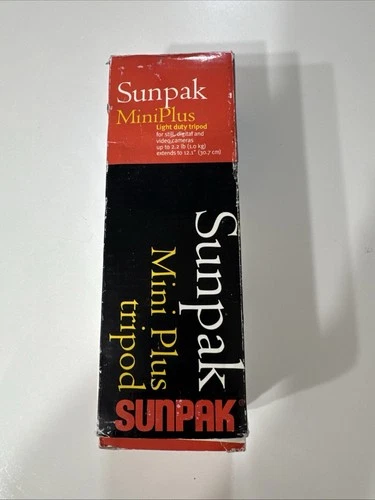 Sunpak
MiniPlus
Light duty tripod
for still, digital and
video cameras
up to 2.2 lb (1.0 kg)
extends to 12.1" (30.7 cm)
Sunpak
Mini Plus
tripod
SUNPAK®